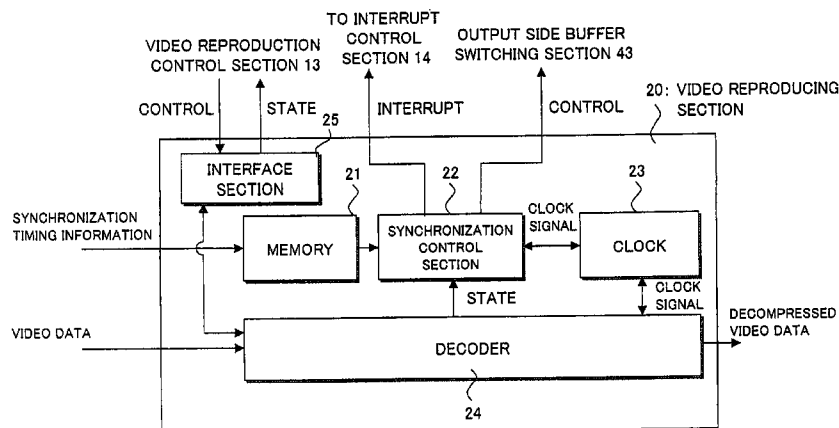 TO INTERRUPT
CONTROL
SECTION 14
VIDEO REPRODUCTION
CONTROL SECTION 13
OUTPUT SIDE BUFFER
SWITCHING SECTION 43
CONTROL
STATE
INTERRUPT
CONTROL
20: VIDEO REPRODUCING
SECTION
25
INTERFACE
SECTION
21
22
23
SYNCHRONIZATION
TIMING INFORMATION
MEMORY
SYNCHRONIZATION
CONTROL
SECTION
CLOCK
SIGNAL
CLOCK
STATE
CLOCK
SIGNAL
VIDEO DATA
DECODER
DECOMPRESSED
VIDEO DATA
24